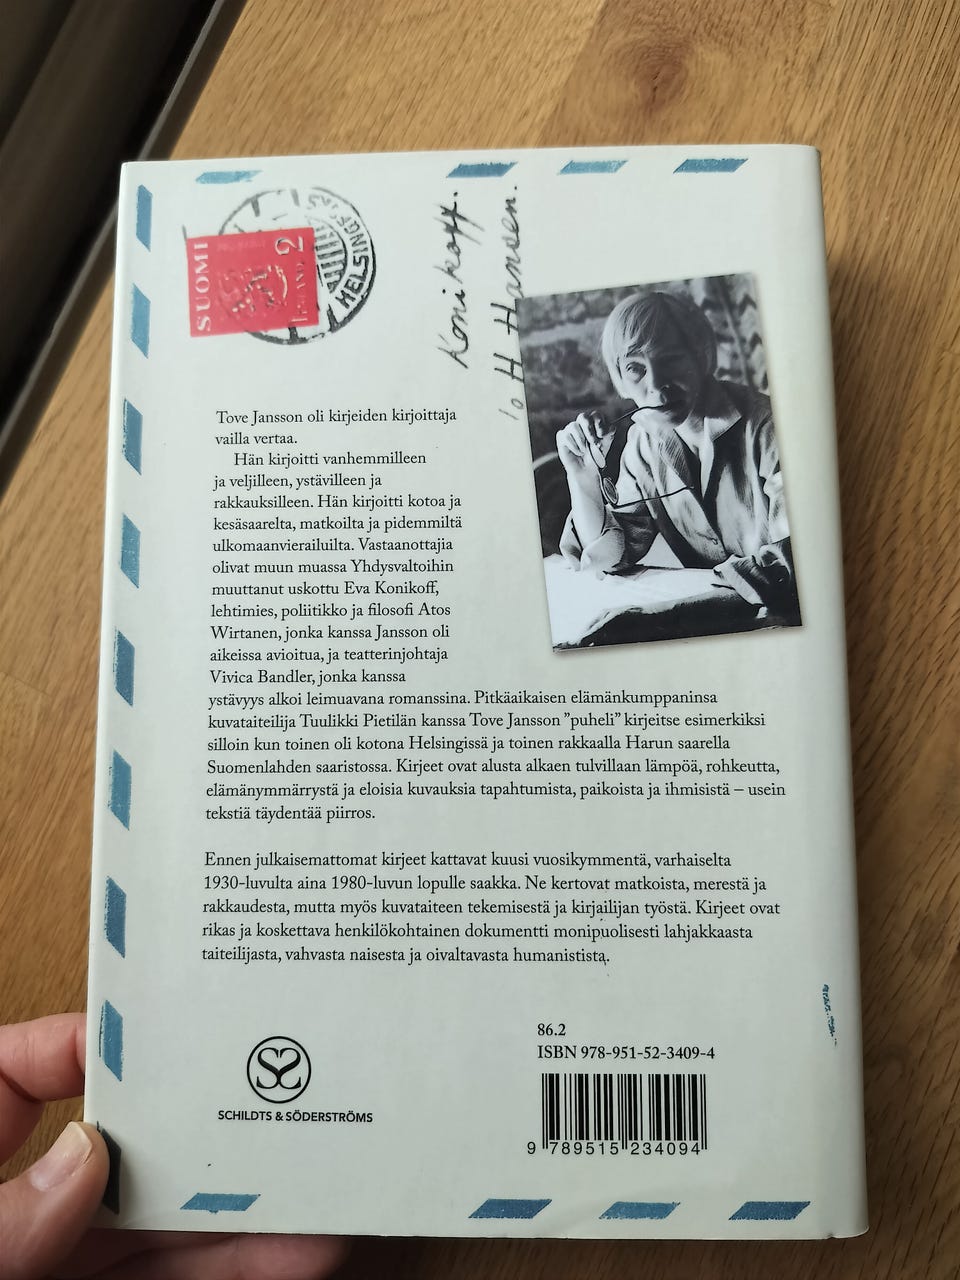 SUOMI
2
HELSING
Konikoff.
H Hansen.
Tove Jansson oli kirjeiden kirjoittaja
vailla vertaa.
Hän kirjoitti vanhemmilleen
ja veljilleen, ystävilleen ja
rakkauksilleen. Hän kirjoitti kotoa ja
kesäsaarelta, matkoilta ja pidemmiltä
ulkomaanvierailuilta. Vastaanottajia
olivat muun muassa Yhdysvaltoihin
muuttanut uskottu Eva Konikoff,
lehtimies, poliitikko ja filosofi Atos
Wirtanen, jonka kanssa Jansson oli
aikeissa avioitua, ja teatterinjohtaja
Vivica Bandler, jonka kanssa
ystävyys alkoi leimuavana romanssina. Pitkäaikaisen elämänkumppaninsa
kuvataiteilija Tuulikki Pietilän kanssa Tove Jansson ”puheli” kirjeitse esimerkiksi
silloin kun toinen oli kotona Helsingissä ja toinen rakkaalla Harun saarella
Suomenlahden saaristossa. Kirjeet ovat alusta alkaen tulvillaan lämpöä, rohkeutta,
elämänymmärrystä ja eloisia kuvauksia tapahtumista, paikoista ja ihmisistä – usein
tekstiä täydentää piirros.
Ennen julkaisemattomat kirjeet kattavat kuusi vuosikymmentä, varhaiselta
1930-luvulta aina 1980-luvun lopulle saakka. Ne kertovat matkoista, merestä ja
rakkaudesta, mutta myös kuvataiteen tekemisestä ja kirjailijan työstä. Kirjeet ovat
rikas ja koskettava henkilökohtainen dokumentti monipuolisesti lahjakkaasta
taiteilijasta, vahvasta naisesta ja oivaltavasta humanistista.
86.2
ISBN 978-951-52-3409-4
SCHILDTS & SÖDERSTRÖMS
9 789515 234094